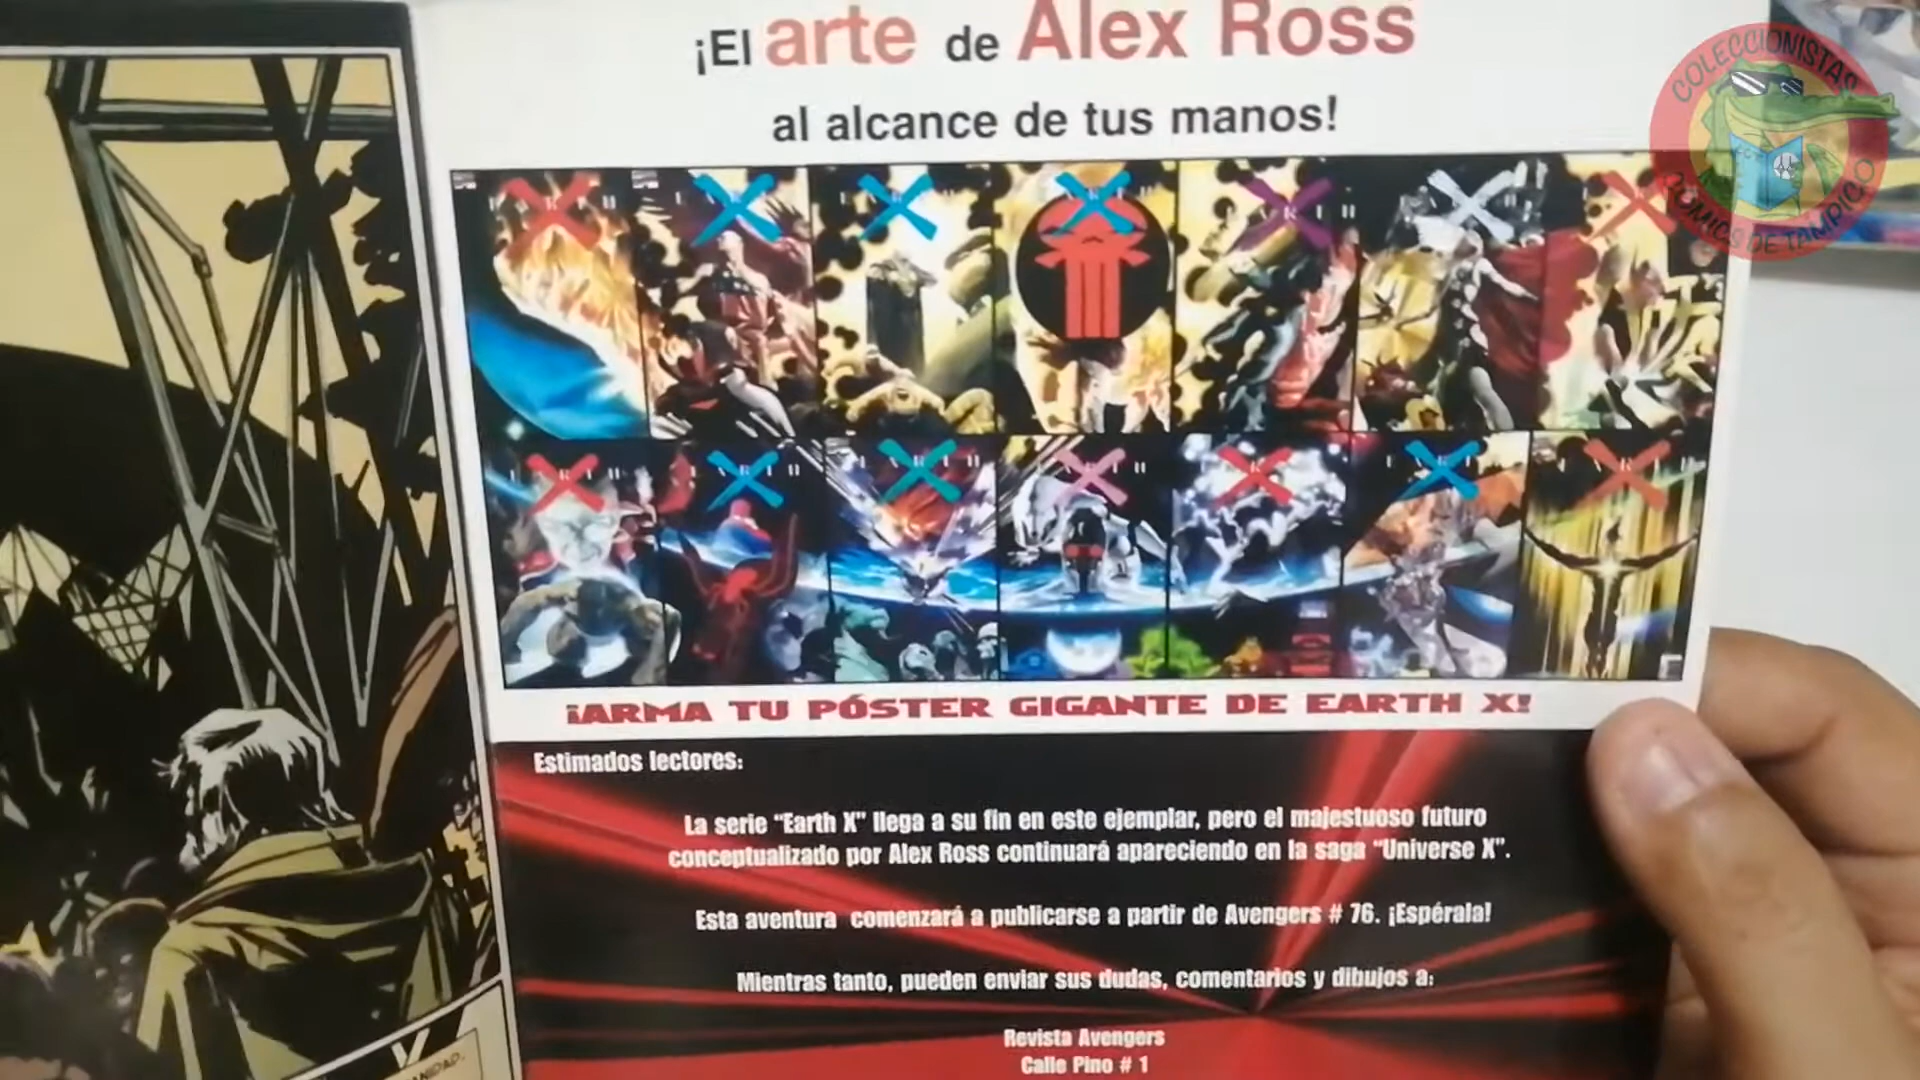 ¡El arte de Alex Ross
al alcance de tus manos!
COLECCIONISTAS
COMICS DE TAMPICO
¡ARMA TU PÓSTER GIGANTE DE EARTH X!
Estimados lectores:
La serie “Earth X” llega a su fin en este ejemplar, pero el majestuoso futuro
conceptualizado por Alex Ross continuará apareciendo en la saga “Universe X”.
Esta aventura comenzará a publicarse a partir de Avengers # 76. ¡Espérala!
Mientras tanto, pueden enviar sus dudas, comentarios y dibujos a:
Revista Avengers
Calle Pino # 1